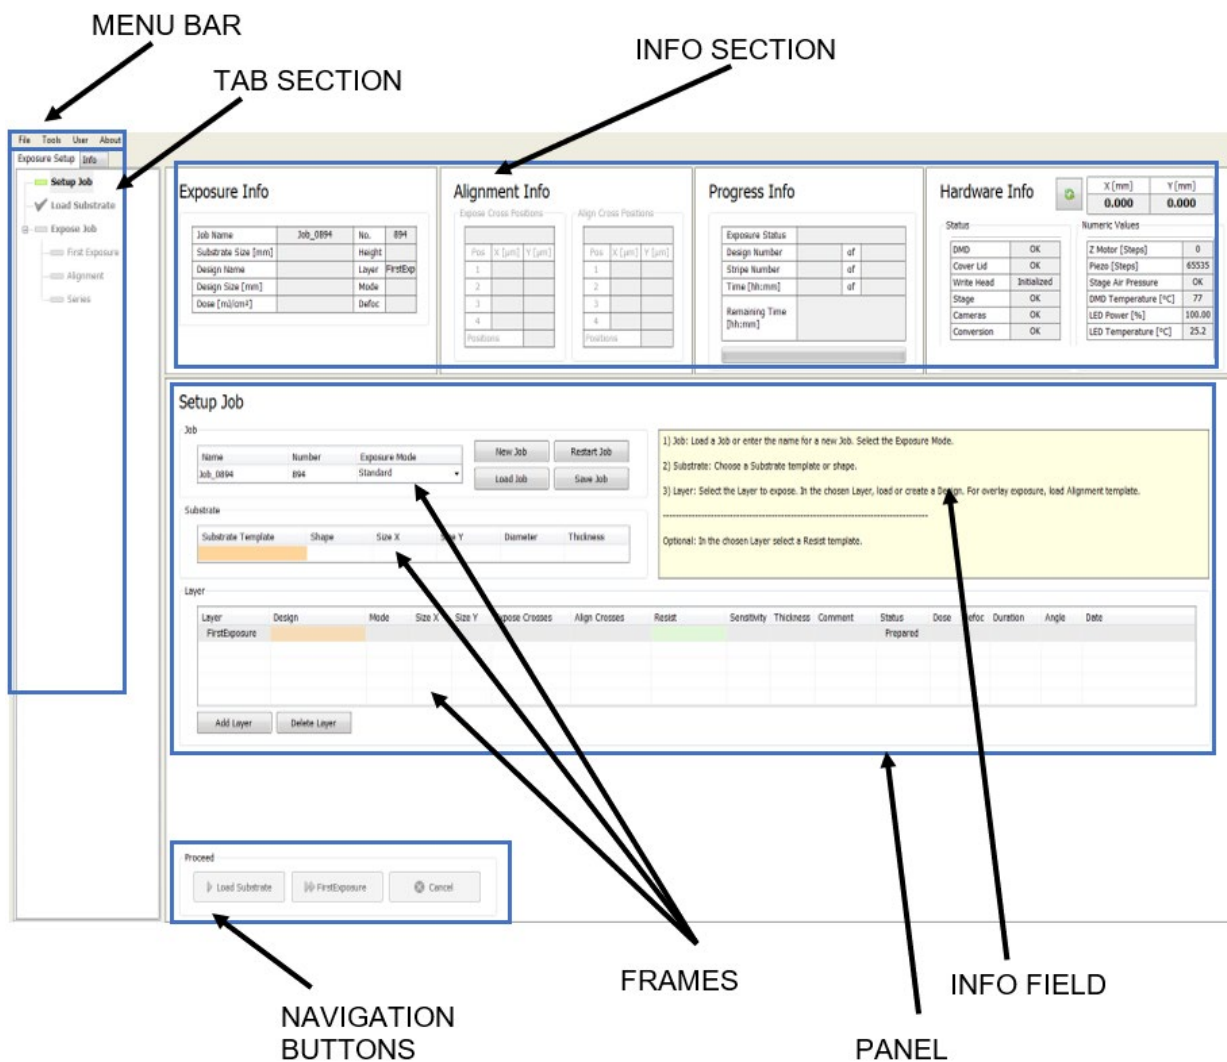 MENU BAR
INFO SECTION
TAB SECTION
File Tools User About
Exposure Setup Info
Setup Job
Load Substrate
Expose Job
First Exposure
Alignment
Series
Exposure Info
Job Name Job_0894 No. 894
Substrate Size [mm] Height
Design Name Layer FirstExp
Design Size [mm] Mode
Dose [mJ/cm²] Defoc
Alignment Info
Expose Cross Positions Align Cross Positions
Pos X [µm] Y [µm] Pos X [µm] Y [µm]
1 1
2 2
3 3
4 4
Positions Positions
Progress Info
Exposure Status
Design Number of
Stripe Number of
Time [hh:mm] of
Remaining Time
[hh:mm]
Hardware Info
X [mm] Y [mm]
0.000 0.000
Status Numeric Values
DMD OK Z Motor [Steps] 0
Cover Lid OK Piezo [Steps] 65535
Write Head Initialized Stage Air Pressure OK
Stage OK DMD Temperature [°C] 77
Cameras OK LED Power [%] 100.00
Conversion OK LED Temperature [°C] 25.2
Setup Job
Job
Name Number Exposure Mode
Job_0894 894 Standard
New Job Restart Job
Load Job Save Job
1) Job: Load a Job or enter the name for a new Job. Select the Exposure Mode.
2) Substrate: Choose a Substrate template or shape.
3) Layer: Select the Layer to expose. In the chosen Layer, load or create a Design. For overlay exposure, load Alignment template.
Optional: In the chosen Layer select a Resist template.
Substrate
Substrate Template Shape Size X Size Y Diameter Thickness
Layer
Layer Design Mode Size X Size Y Expose Crosses Align Crosses Resist Sensitivity Thickness Comment Status Dose Defoc Duration Angle Date
FirstExposure Prepared
Add Layer Delete Layer
Proceed
Load Substrate FirstExposure Cancel
FRAMES
INFO FIELD
NAVIGATION
BUTTONS
PANEL